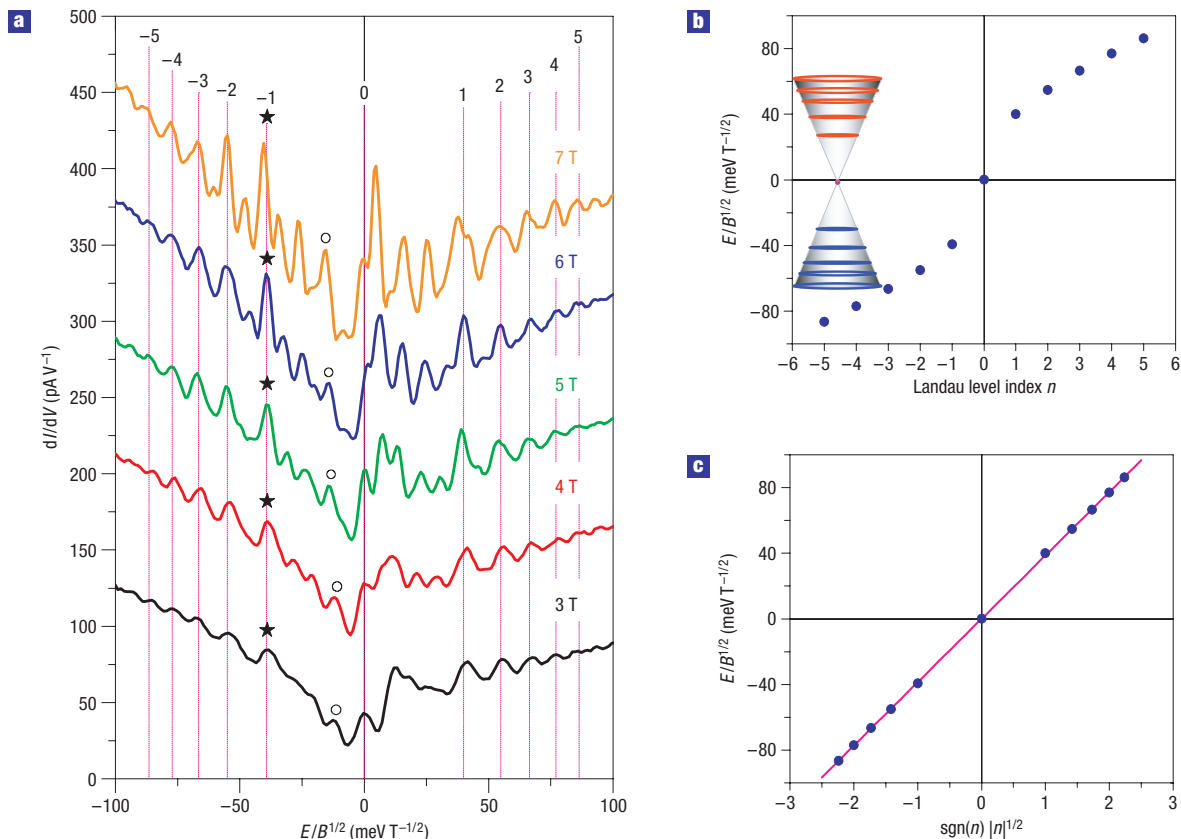 a
500
450
400
350
300
250
200
150
100
50
0
dI/dV (pA V−1)
−5
−4
−3
−2
−1
0
1
2
3
4
5
7 T
6 T
5 T
4 T
3 T
−100
−50
0
50
100
E/B1/2 (meV T−1/2)
b
80
40
0
−40
−80
E/B1/2 (meV T−1/2)
−6 −5 −4 −3 −2 −1 0 1 2 3 4 5 6
Landau level index n
c
80
40
0
−40
−80
E/B1/2 (meV T−1/2)
−3 −2 −1 0 1 2 3
sgn(n) |n|1/2